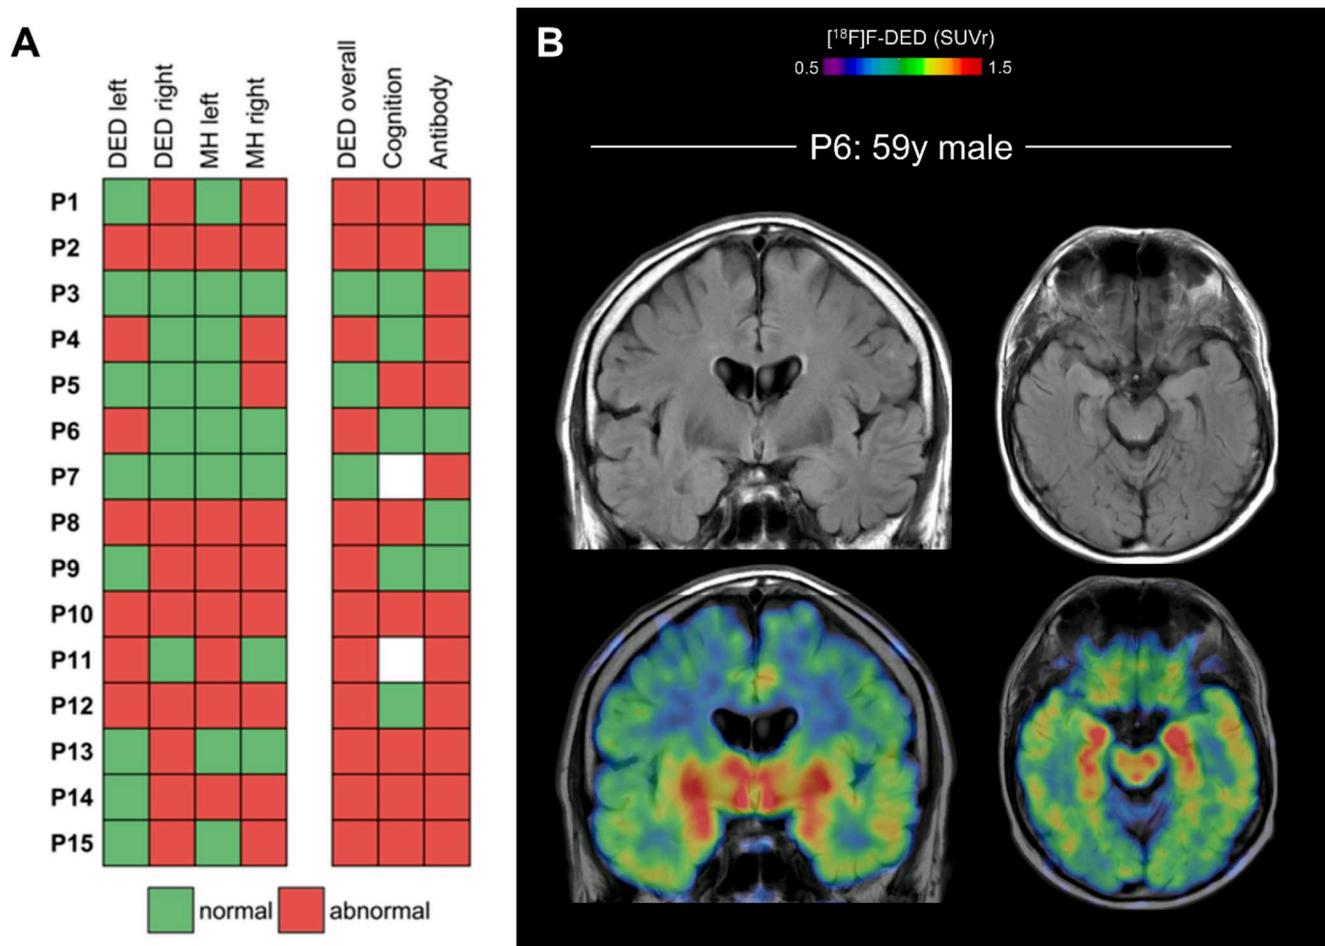 A
DED left
DED right
MH left
MH right
DED overall
Cognition
Antibody
P1
P2
P3
P4
P5
P6
P7
P8
P9
P10
P11
P12
P13
P14
P15
normal
abnormal
B
[¹⁸F]F-DED (SUVr)
0.5 1.5
P6: 59y male